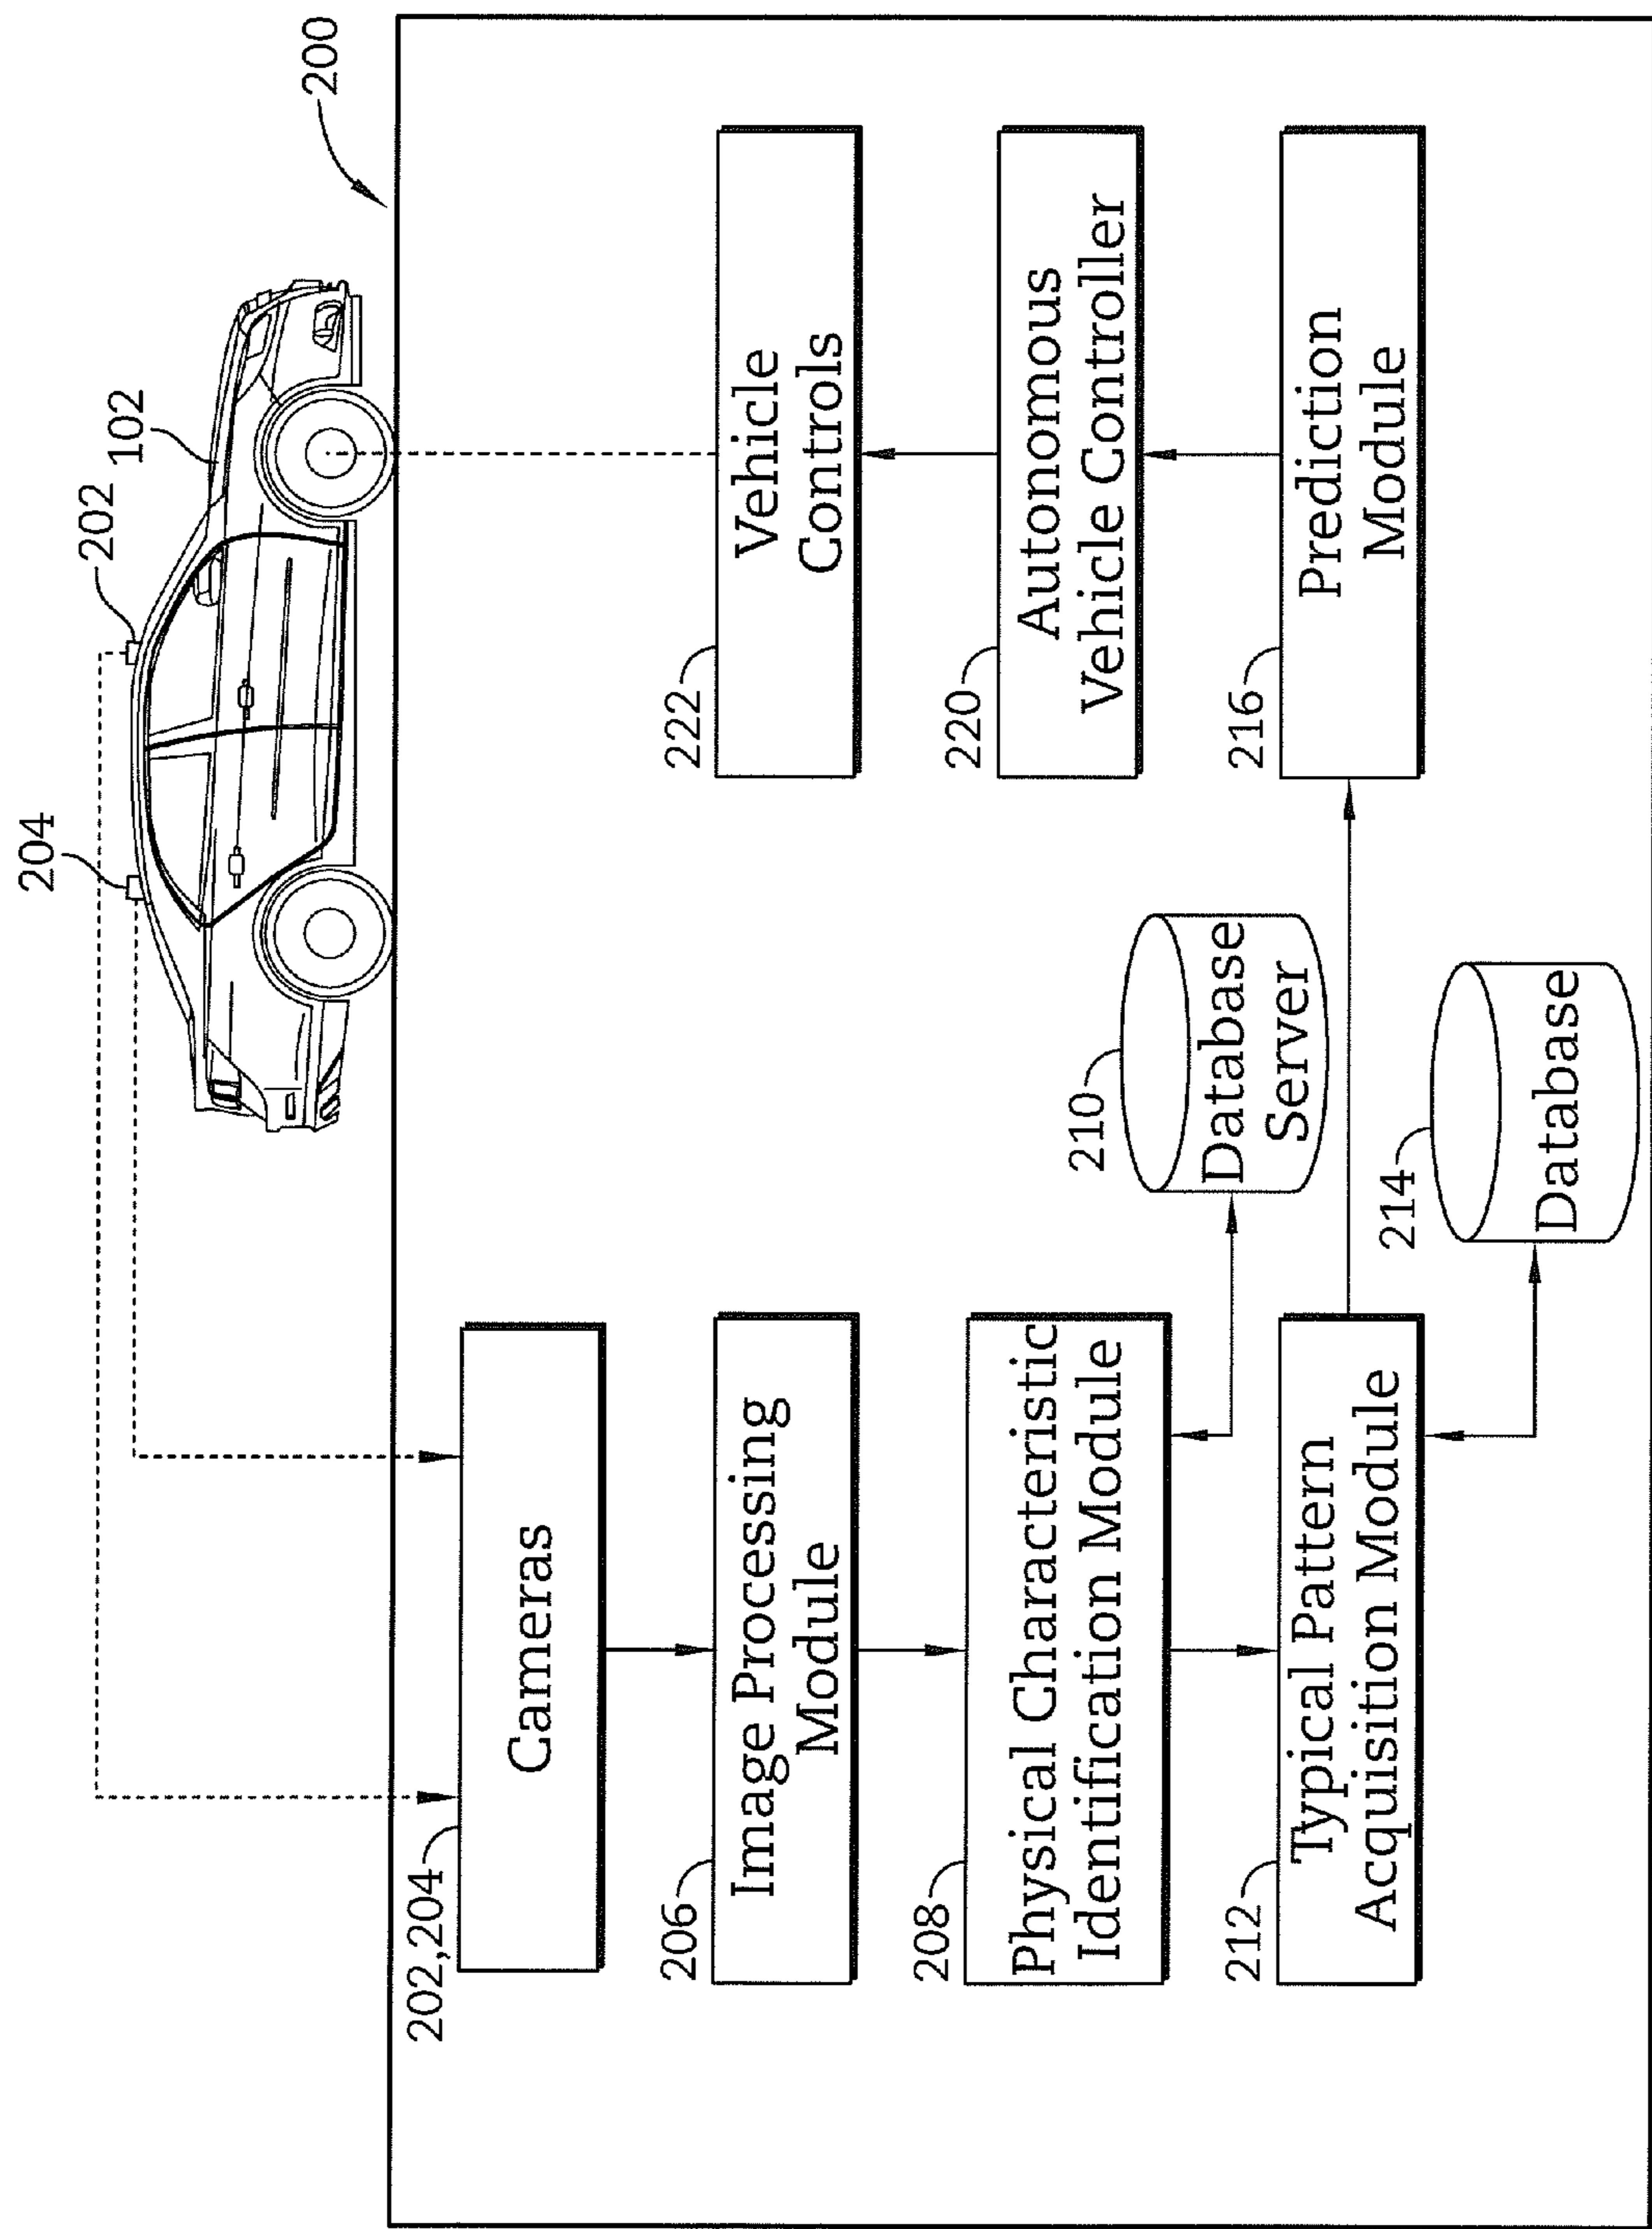 204
202
102
200
202,204
Cameras
206
Image Processing
Module
208
Physical Characteristic
Identification Module
210
Database
Server
212
Typical Pattern
Acquisition Module
214
Database
222
Vehicle
Controls
220
Autonomous
Vehicle Controller
216
Prediction
Module